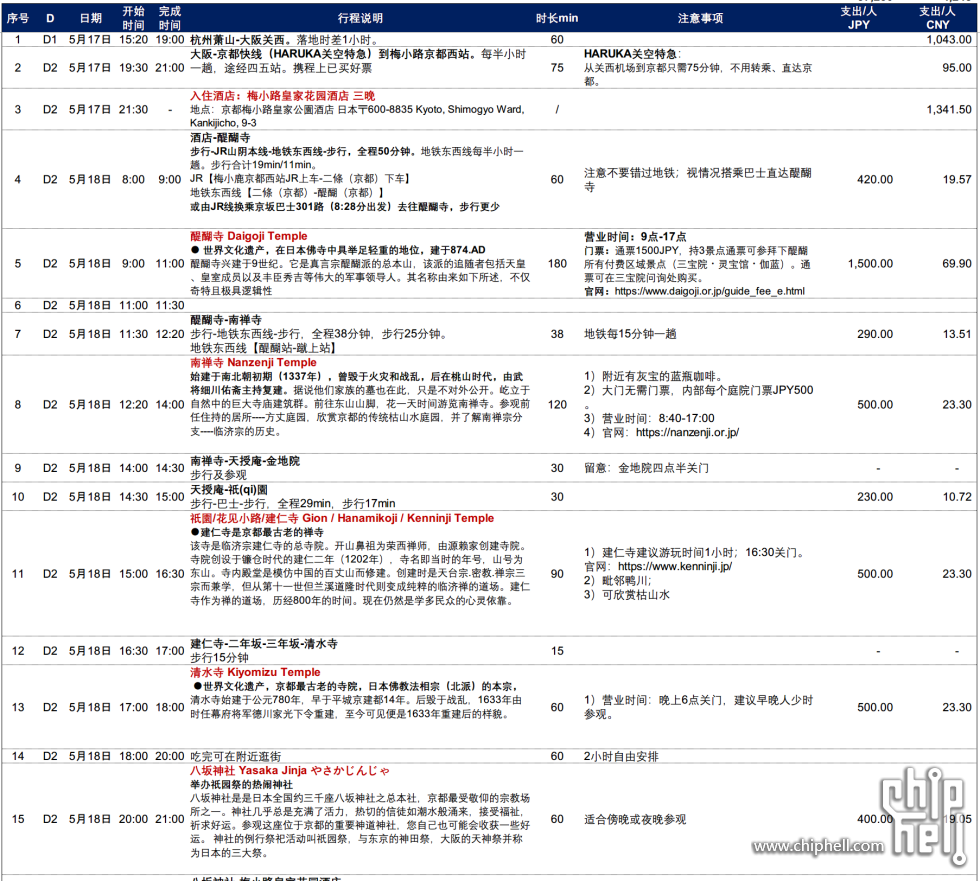 序号 D 日期 开始时间 完成时间 行程说明 时长min 注意事项 支出/人 JPY 支出/人 CNY
1 D1 5月17日 15:20 19:00 杭州萧山-大阪关西。落地时差1小时。 60 1,043.00
2 D2 5月17日 19:30 21:00 大阪-京都快线（HARUKA关空特急）到梅小路京都西站。每半小时
一趟，途经四五站。携程上已买好票
75
HARUKA关空特急：
从关西机场到京都只需75分钟，不用转乘、直达京
都。
95.00
3 D2 5月17日 21:30 -
入住酒店：梅小路皇家花园酒店 三晚
地点：京都梅小路皇家公園酒店 日本〒600-8835 Kyoto, Shimogyo Ward,
Kankijicho, 9-3
/ 1,341.50
4 D2 5月18日 8:00 9:00
酒店-醍醐寺
步行-JR山阴本线-地铁东西线-步行，全程50分钟。地铁东西线每半小时一
趟。步行合计19min/11min。
JR【梅小鹿京都西站JR上车-二條（京都）下车】
地铁东西线【二條（京都）-醍醐（京都）】
或由JR线换乘京坂巴士301路（8:28分出发）去往醍醐寺，步行更少
60
注意不要错过地铁；视情况搭乘巴士直达醍醐
寺
420.00 19.57
5 D2 5月18日 9:00 11:00
醍醐寺 Daigoji Temple
● 世界文化遗产，在日本佛寺中具举足轻重的地位，建于874.AD
醍醐寺兴建于9世纪。它是真言宗醍醐派的总本山，该派的追随者包括天皇
、皇室成员以及丰臣秀吉等伟大的军事领导人。其名称由来如下所述，不仅
奇特且极具逻辑性
180
营业时间：9点-17点
门票：通票1500JPY，持3景点通票可参拜下醍醐
所有付费区域景点（三宝院・灵宝馆・伽蓝）。通
票可在三宝院问询处购买。
官网：https://www.daigoji.or.jp/guide_fee_e.html
1,500.00 69.90
6 D2 5月18日 11:00 11:30
7 D2 5月18日 11:30 12:20
醍醐寺-南禅寺
步行-地铁东西线-步行，全程38分钟，步行25分钟。
地铁东西线【醍醐站-蹴上站】
38 地铁每15分钟一趟 290.00 13.51
8 D2 5月18日 12:20 14:00
南禅寺 Nanzenji Temple
始建于南北朝初期（1337年），曾毁于火灾和战乱，后在桃山时代，由武
将细川佑斋主持复建。据说他们家族的墓也在此，只是不对外公开。屹立于
自然中的巨大寺庙建筑群。前往东山山脚，花一天时间游览南禅寺。参观前
任住持的居所----方丈庭园，欣赏京都的传统枯山水庭园，并了解南禅宗分
支----临济宗的历史。
120
1）附近有灰宝的蓝瓶咖啡。
2）大门无需门票，内部每个庭院门票JPY500
。
3）营业时间：8:40-17:00
4）官网：https://nanzenji.or.jp/
500.00 23.30
9 D2 5月18日 14:00 14:30
南禅寺-天授庵-金地院
步行及参观
30 留意：金地院四点半关门 - -
10 D2 5月18日 14:30 15:00
天授庵-祇(qi)園
步行-巴士-步行，全程29min，步行17min
30 230.00 10.72
11 D2 5月18日 15:00 16:30
祇園/花见小路/建仁寺 Gion / Hanamikoji / Kenninji Temple
●建仁寺是京都最古老的禅寺
该寺是临济宗建仁寺的总寺院。开山鼻祖为荣西禅师，由源赖家创建寺院。
寺院创设于镰仓时代的建仁二年（1202年），寺名即当时的年号，山号为
东山。寺内殿堂是模仿中国的百丈山而修建。创建时是天台宗.密教.禅宗三
宗而兼学，但从第十一世但兰溪道隆时代则变成纯粹的临济禅的道场。建仁
寺作为禅的道场，历经800年的时间。现在仍然是学多民众的心灵依靠。
90
1）建仁寺建议游玩时间1小时；16:30关门。
官网：https://www.kenninji.jp/
2）毗邻鸭川；
3）可欣赏枯山水
500.00 23.30
12 D2 5月18日 16:30 17:00
建仁寺-二年坂-三年坂-清水寺
步行15分钟
15 - -
13 D2 5月18日 17:00 18:00
清水寺 Kiyomizu Temple
●世界文化遗产，京都最古老的寺院，日本佛教法相宗（北派）的本宗，
清水寺始建于公元780年，早于平城京建都14年。后毁于战乱，1633年由
时任幕府将军德川家光下令重建，至今可见便是1633年重建后的样貌。
60
1）营业时间：晚上6点关门，建议早晚人少时
参观。
500.00 23.30
14 D2 5月18日 18:00 20:00 吃完可在附近逛街 60 2小时自由安排
15 D2 5月18日 20:00 21:00
八坂神社 Yasaka Jinja やさかじんじゃ
举办祇园祭的热闹神社
八坂神社是是日本全国约三千座八坂神社之总本社，京都最受敬仰的宗教场
所之一。神社几乎总是充满了活力，热切的信徒如潮水般涌来，接受福祉，
祈求好运。参观这座位于京都的重要神道神社，您自己也可能会收获一些好
运。 神社的例行祭祀活动叫祇园祭，与东京的神田祭，大阪的天神祭并称
为日本的三大祭。
60 适合傍晚或夜晚参观 400.00 19.05
chip
hell
www.chiphell.com